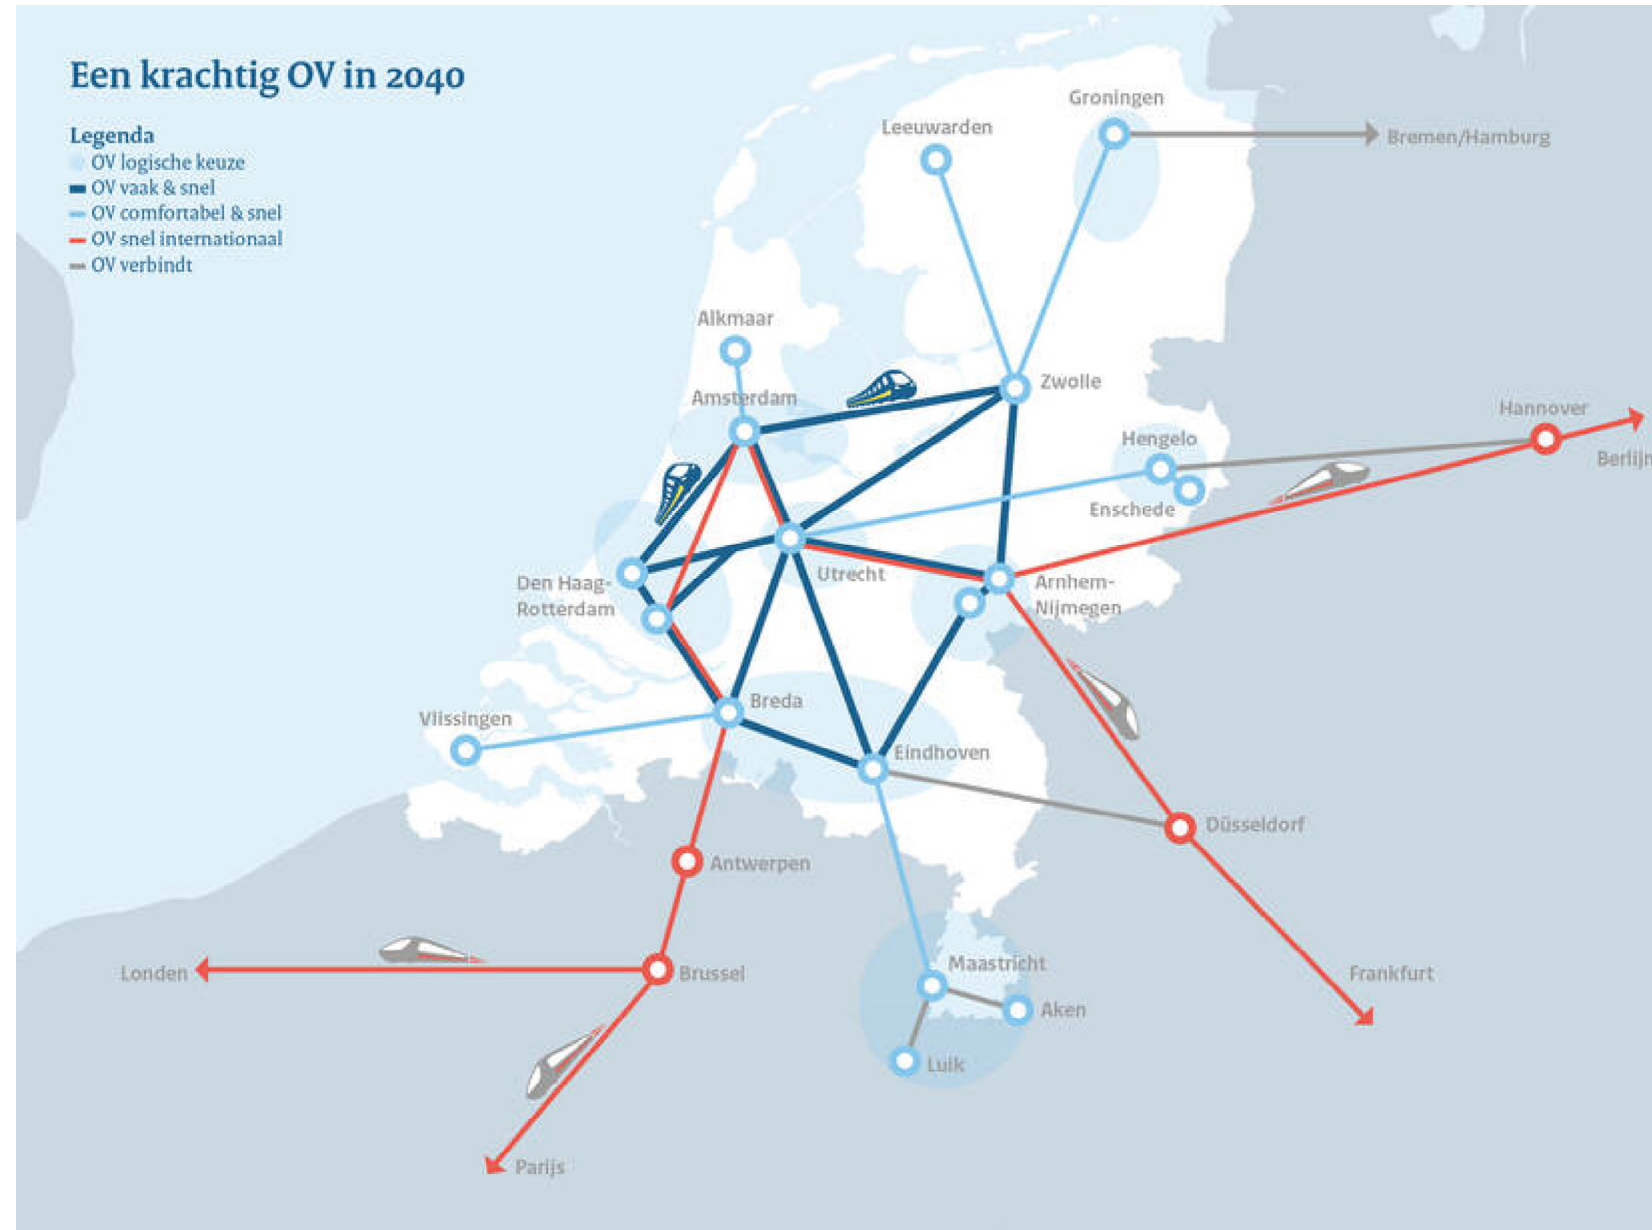 Een krachtig OV in 2040
Legenda
OV logische keuze
OV vaak & snel
OV comfortabel & snel
OV snel internationaal
OV verbindt
Groningen
Leeuwarden
Bremen/Hamburg
Alkmaar
Amsterdam
Zwolle
Hannover
Hengelo
Berlijn
Enschede
Utrecht
Den Haag-
Rotterdam
Arnhem-
Nijmegen
Breda
Vlissingen
Eindhoven
Düsseldorf
Antwerpen
Maastricht
Londen
Brussel
Frankfurt
Aken
Luik
Parijs